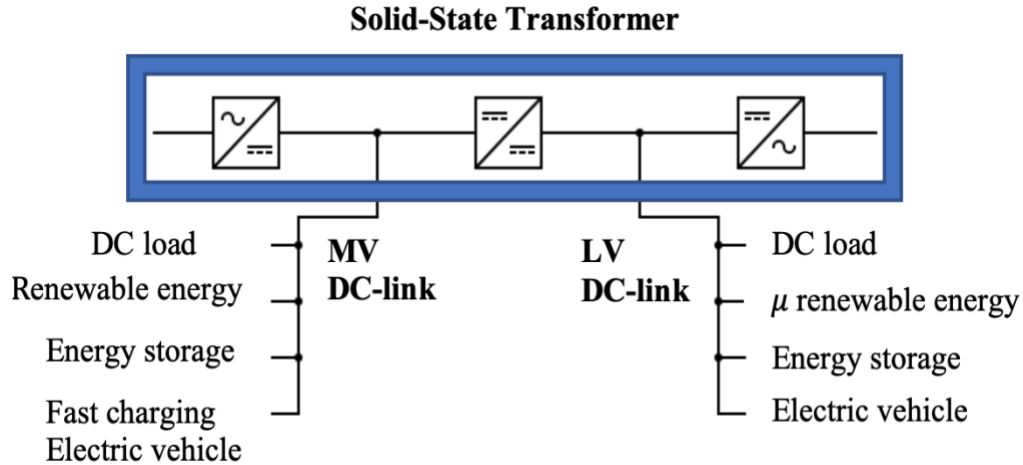 Solid-State Transformer
DC load
Renewable energy
Energy storage
Fast charging
Electric vehicle
MV
DC-link
LV
DC-link
DC load
μ renewable energy
Energy storage
Electric vehicle